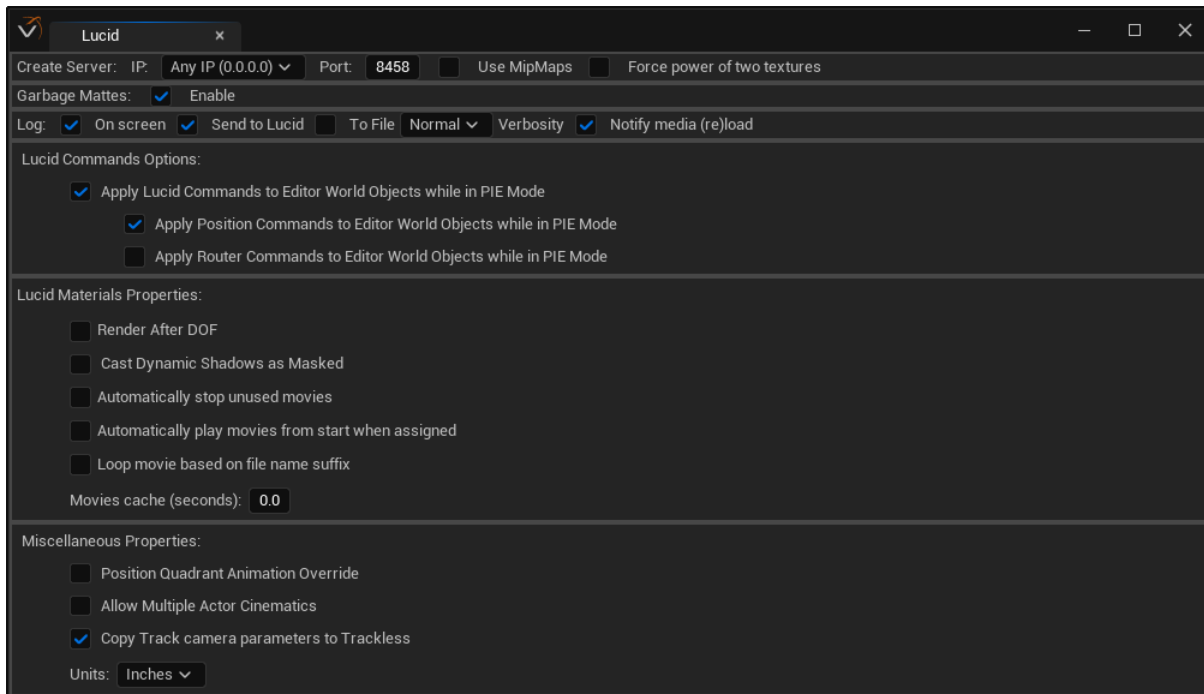 Lucid
Create Server: IP: Any IP (0.0.0.0) Port: 8458 Use MipMaps Force power of two textures
Garbage Mattes: Enable
Log: On screen Send to Lucid To File Normal Verbosity Notify media (re)load
Lucid Commands Options:
Apply Lucid Commands to Editor World Objects while in PIE Mode
Apply Position Commands to Editor World Objects while in PIE Mode
Apply Router Commands to Editor World Objects while in PIE Mode
Lucid Materials Properties:
Render After DOF
Cast Dynamic Shadows as Masked
Automatically stop unused movies
Automatically play movies from start when assigned
Loop movie based on file name suffix
Movies cache (seconds): 0.0
Miscellaneous Properties:
Position Quadrant Animation Override
Allow Multiple Actor Cinematics
Copy Track camera parameters to Trackless
Units: Inches